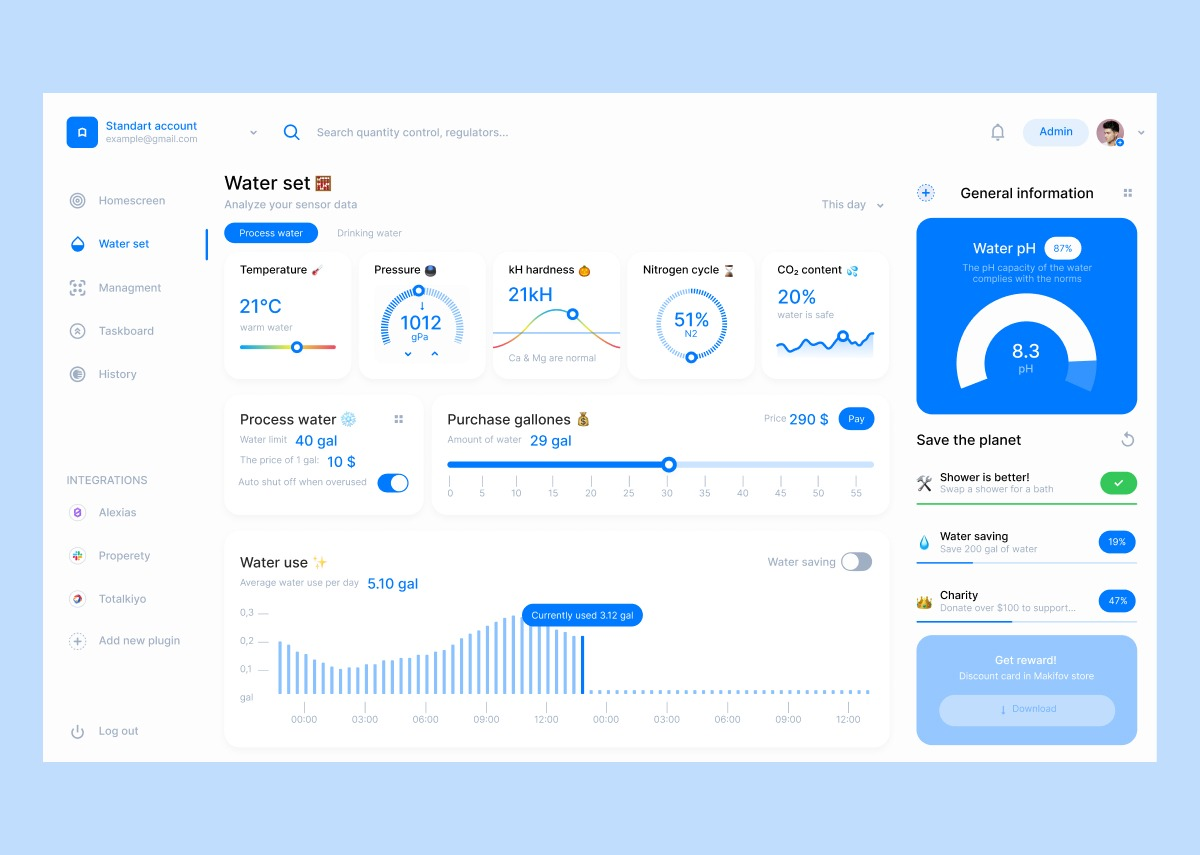 Standart account
example@gmail.com
Search quantity control, regulators...
Admin
Homescreen
Water set
Managment
Taskboard
History
INTEGRATIONS
Alexias
Properety
Totalkiyo
Add new plugin
Log out
Water set
Analyze your sensor data
This day
Process water
Drinking water
Temperature
21°C
warm water
Pressure
1012
gPa
kH hardness
21kH
Ca & Mg are normal
Nitrogen cycle
51%
N2
CO₂ content
20%
water is safe
Process water
Water limit 40 gal
The price of 1 gal: 10 $
Auto shut off when overused
Purchase gallones
Price 290 $
Pay
Amount of water 29 gal
0 5 10 15 20 25 30 35 40 45 50 55
Water use
Water saving
Average water use per day 5.10 gal
Currently used 3.12 gal
0,3
0,2
0,1
gal
00:00 03:00 06:00 09:00 12:00 00:00 03:00 06:00 09:00 12:00
General information
Water pH 87%
The pH capacity of the water
complies with the norms
8.3
pH
Save the planet
Shower is better!
Swap a shower for a bath
Water saving
Save 200 gal of water
19%
Charity
Donate over $100 to support...
47%
Get reward!
Discount card in Makifov store
Download